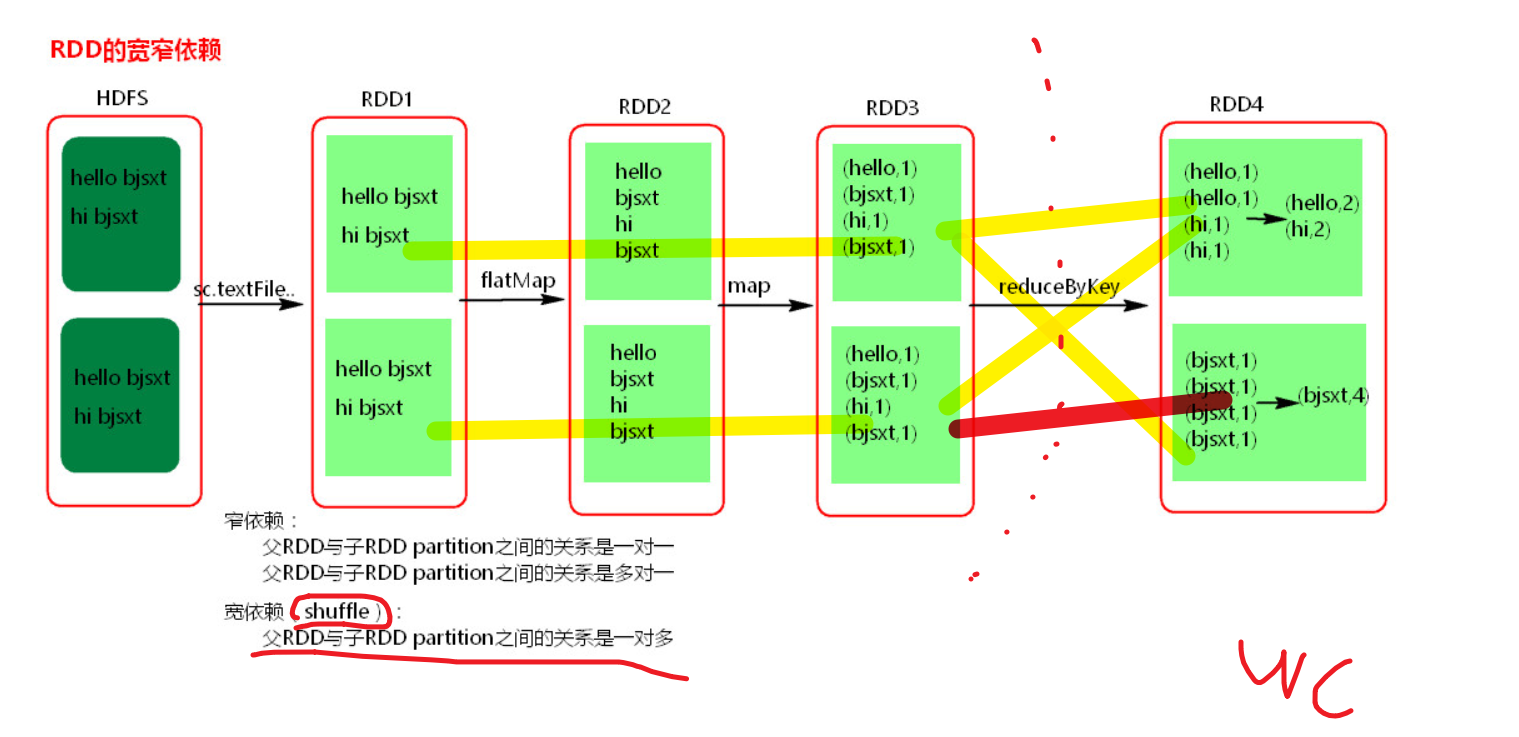 RDD的宽窄依赖
HDFS
hello bjsxt
hi bjsxt
hello bjsxt
hi bjsxt
sc.textFile..
RDD1
hello bjsxt
hi bjsxt
hello bjsxt
hi bjsxt
flatMap
RDD2
hello
bjsxt
hi
bjsxt
hello
bjsxt
hi
bjsxt
map
RDD3
(hello,1)
(bjsxt,1)
(hi,1)
(bjsxt,1)
(hello,1)
(bjsxt,1)
(hi,1)
(bjsxt,1)
reduceByKey
RDD4
(hello,1)
(hello,1)
(hi,1)
(hi,1)
(hello,2)
(hi,2)
(bjsxt,1)
(bjsxt,1)
(bjsxt,1)
(bjsxt,1)
(bjsxt,4)
窄依赖：
父RDD与子RDD partition之间的关系是一对一
父RDD与子RDD partition之间的关系是多对一
宽依赖（shuffle）：
父RDD与子RDD partition之间的关系是一对多
WC